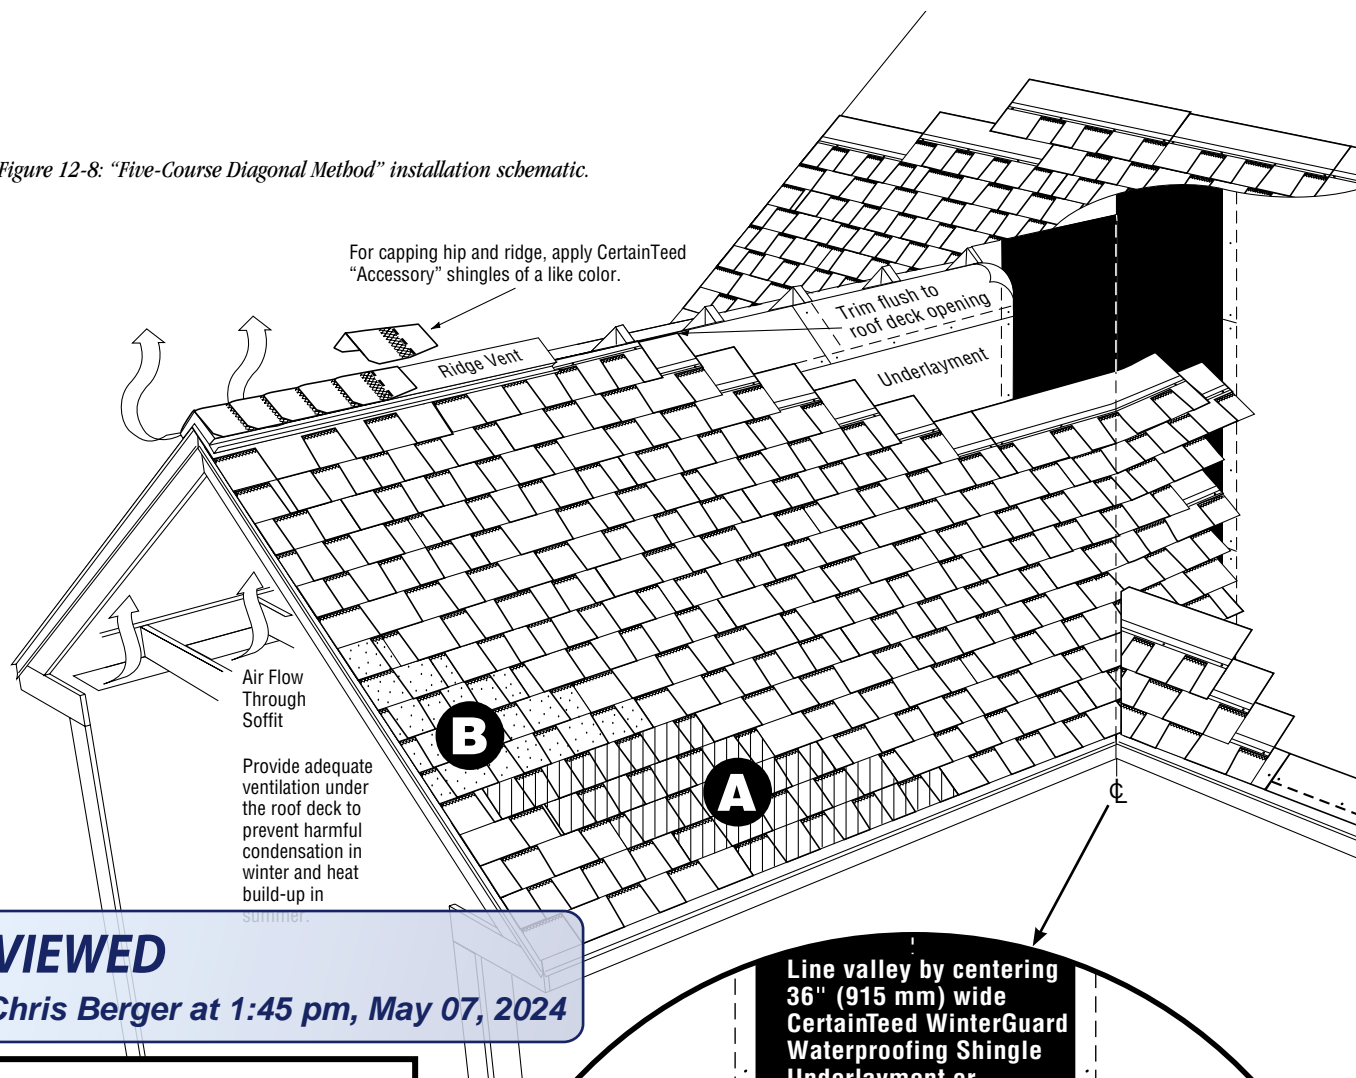 Figure 12-8: “Five-Course Diagonal Method” installation schematic.
For capping hip and ridge, apply CertainTeed
“Accessory” shingles of a like color.
Trim flush to
roof deck opening
Ridge Vent
Underlayment
Air Flow
Through
Soffit
B
A
Provide adequate
ventilation under
the roof deck to
prevent harmful
condensation in
winter and heat
build-up in
summer.
℄
VIEWED
Chris Berger at 1:45 pm, May 07, 2024
Line valley by centering
36" (915 mm) wide
CertainTeed WinterGuard
Waterproofing Shingle
Underlayment or